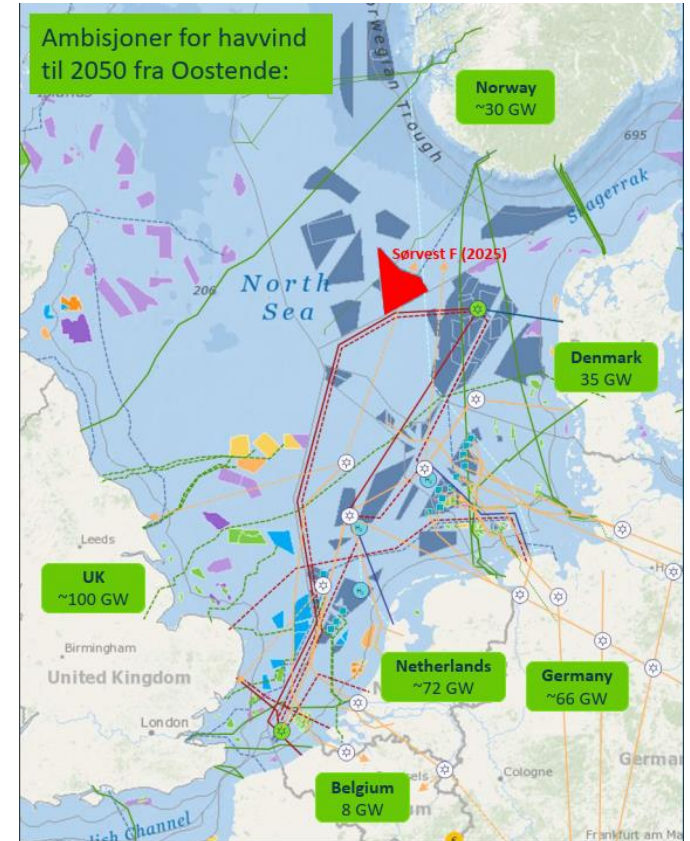 Ambisjoner for havvind
til 2050 fra Oostende:
Norwegian Trough
Norway
~30 GW
695
Skagerrak
Sørvest F (2025)
North
Sea
206
Denmark
35 GW
Leeds
UK
~100 GW
Birmingham
United Kingdom
Netherlands
~72 GW
Germany
~66 GW
London
Belgium
8 GW
Cologne
German
English Channel
Frankfurt am Ma